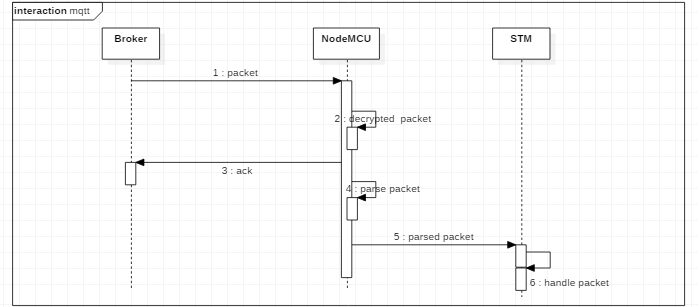 interaction mqtt
Broker
NodeMCU
STM
1 : packet
2 : decrypted  packet
3 : ack
4 : parse packet
5 : parsed packet
6 : handle packet